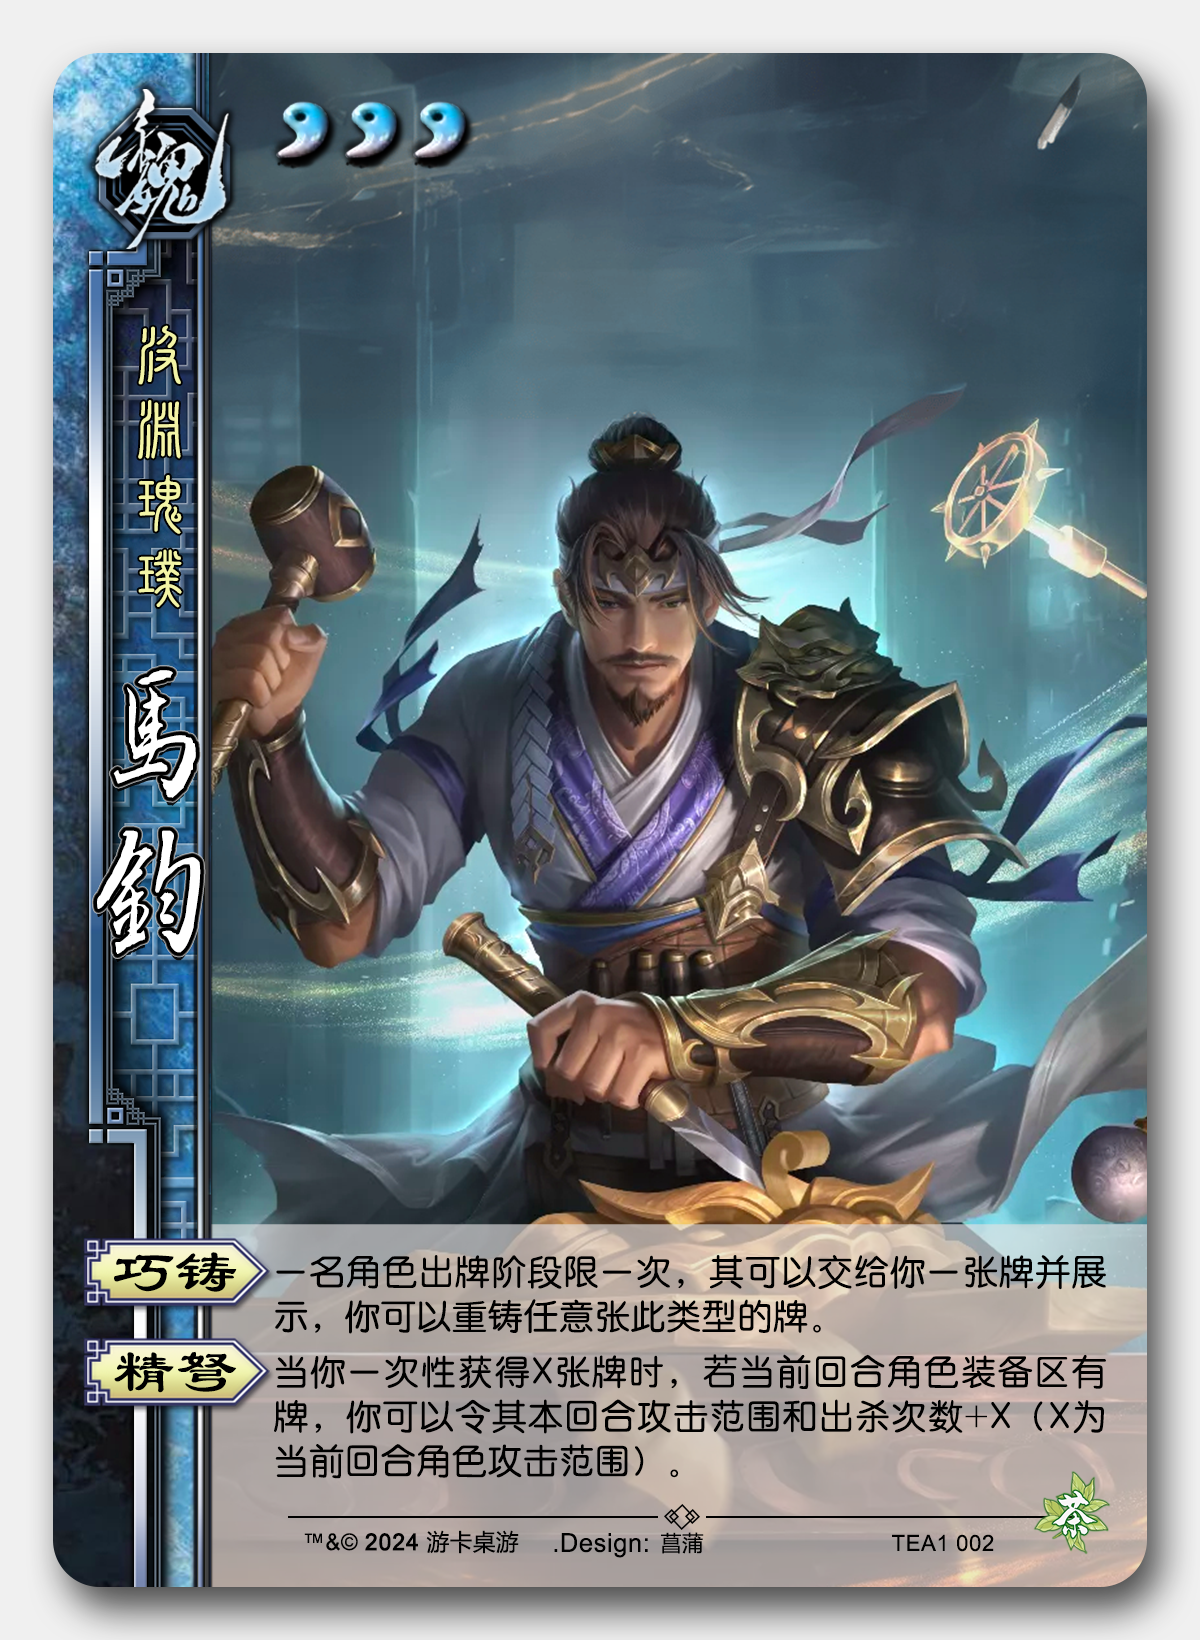 魏
没淵瑰璞
馬鈞
巧铸
一名角色出牌阶段限一次，其可以交给你一张牌并展
示，你可以重铸任意张此类型的牌。
精弩
当你一次性获得X张牌时，若当前回合角色装备区有
牌，你可以令其本回合攻击范围和出杀次数+X（X为
当前回合角色攻击范围）。
™&© 2024 游卡桌游 .Design: 菖蒲 TEA1 002
茶